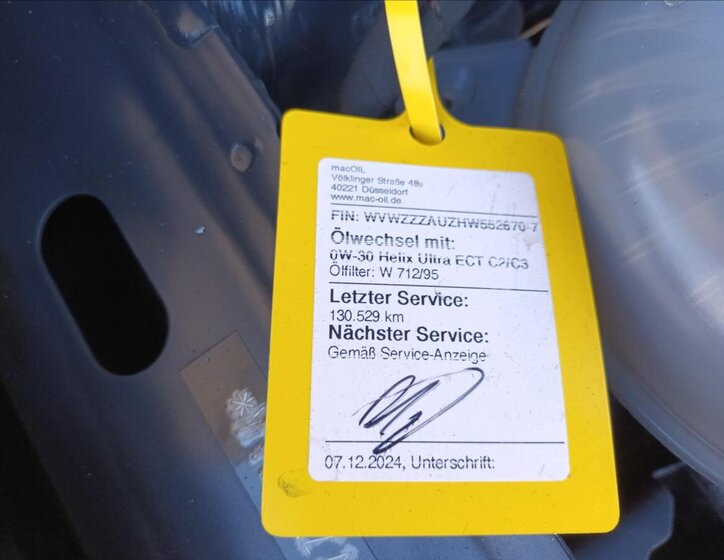 macOIL
Völklinger Straße 48a
40221 Düsseldorf
www.mac-oil.de
FIN: WVWZZZAUZHW552670-7
Ölwechsel mit:
0W-30 Helix Ultra ECT C2/C3
Ölfilter: W 712/95
Letzter Service:
130.529 km
Nächster Service:
Gemäß Service-Anzeige
07.12.2024, Unterschrift: